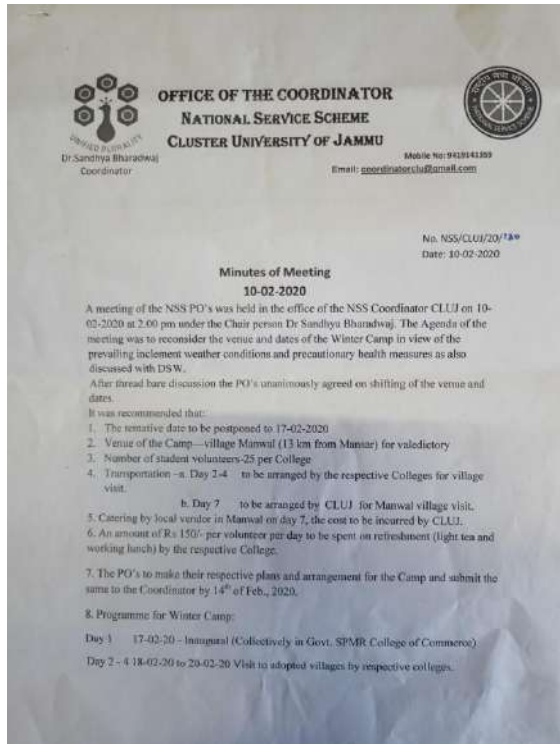 OFFICE OF THE COORDINATOR
NATIONAL SERVICE SCHEME
CLUSTER UNIVERSITY OF JAMMU
UNIFIED PLURALITY
Dr.Sandhya Bharadwaj
Coordinator
Mobile No: 9419141359
Email: coordinatorclu@gmail.com
No. NSS/CLUJ/20/
Date: 10-02-2020
Minutes of Meeting
10-02-2020
A meeting of the NSS PO's was held in the office of the NSS Coordinator CLUJ on 10-
02-2020 at 2.00 pm under the Chair person Dr Sandhya Bharadwaj. The Agenda of the
meeting was to reconsider the venue and dates of the Winter Camp in view of the
prevailing inclement weather conditions and precautionary health measures as also
discussed with DSW.
After thread bare discussion the PO's unanimously agreed on shifting of the venue and
dates.
It was recommended that:
1. The tentative date to be postponed to 17-02-2020
2. Venue of the Camp—village Manwal (13 km from Mansar) for valedictory
3. Number of student volunteers-25 per College
4. Transportation –a. Day 2-4 to be arranged by the respective Colleges for village
visit.
b. Day 7 to be arranged by CLUJ for Manwal village visit.
5. Catering by local vendor in Manwal on day 7, the cost to be incurred by CLUJ.
6. An amount of Rs 150/- per volunteer per day to be spent on refreshment (light tea and
working lunch) by the respective College.
7. The PO's to make their respective plans and arrangement for the Camp and submit the
same to the Coordinator by 14th of Feb., 2020.
8. Programme for Winter Camp:
Day 1 17-02-20 - Inaugural (Collectively in Govt. SPMR College of Commerce)
Day 2 - 4 18-02-20 to 20-02-20 Visit to adopted villages by respective colleges.